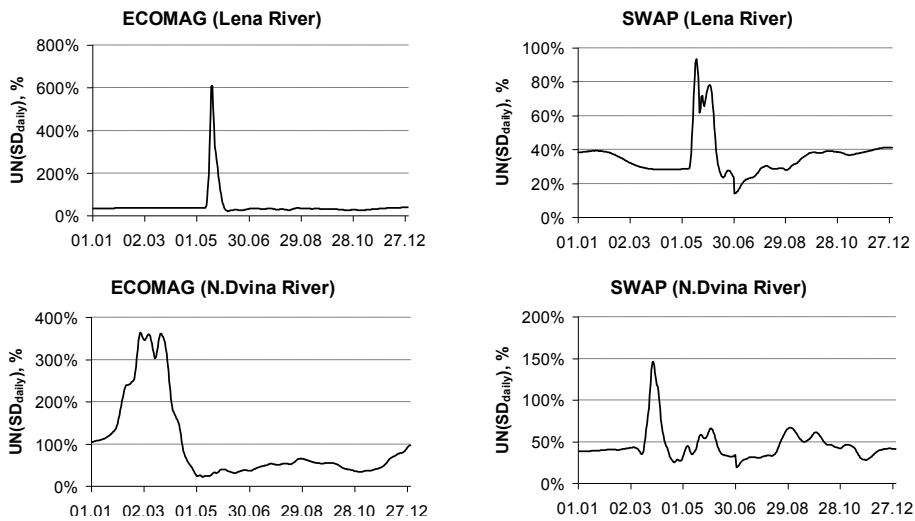 ECOMAG (Lena River)
UN(SDdaily), %
800%
600%
400%
200%
0%
01.01 02.03 01.05 30.06 29.08 28.10 27.12
SWAP (Lena River)
UN(SDdaily), %
100%
80%
60%
40%
20%
0%
01.01 02.03 01.05 30.06 29.08 28.10 27.12
ECOMAG (N.Dvina River)
UN(SDdaily), %
400%
300%
200%
100%
0%
01.01 02.03 01.05 30.06 29.08 28.10 27.12
SWAP (N.Dvina River)
UN(SDdaily), %
200%
150%
100%
50%
0%
01.01 02.03 01.05 30.06 29.08 28.10 27.12